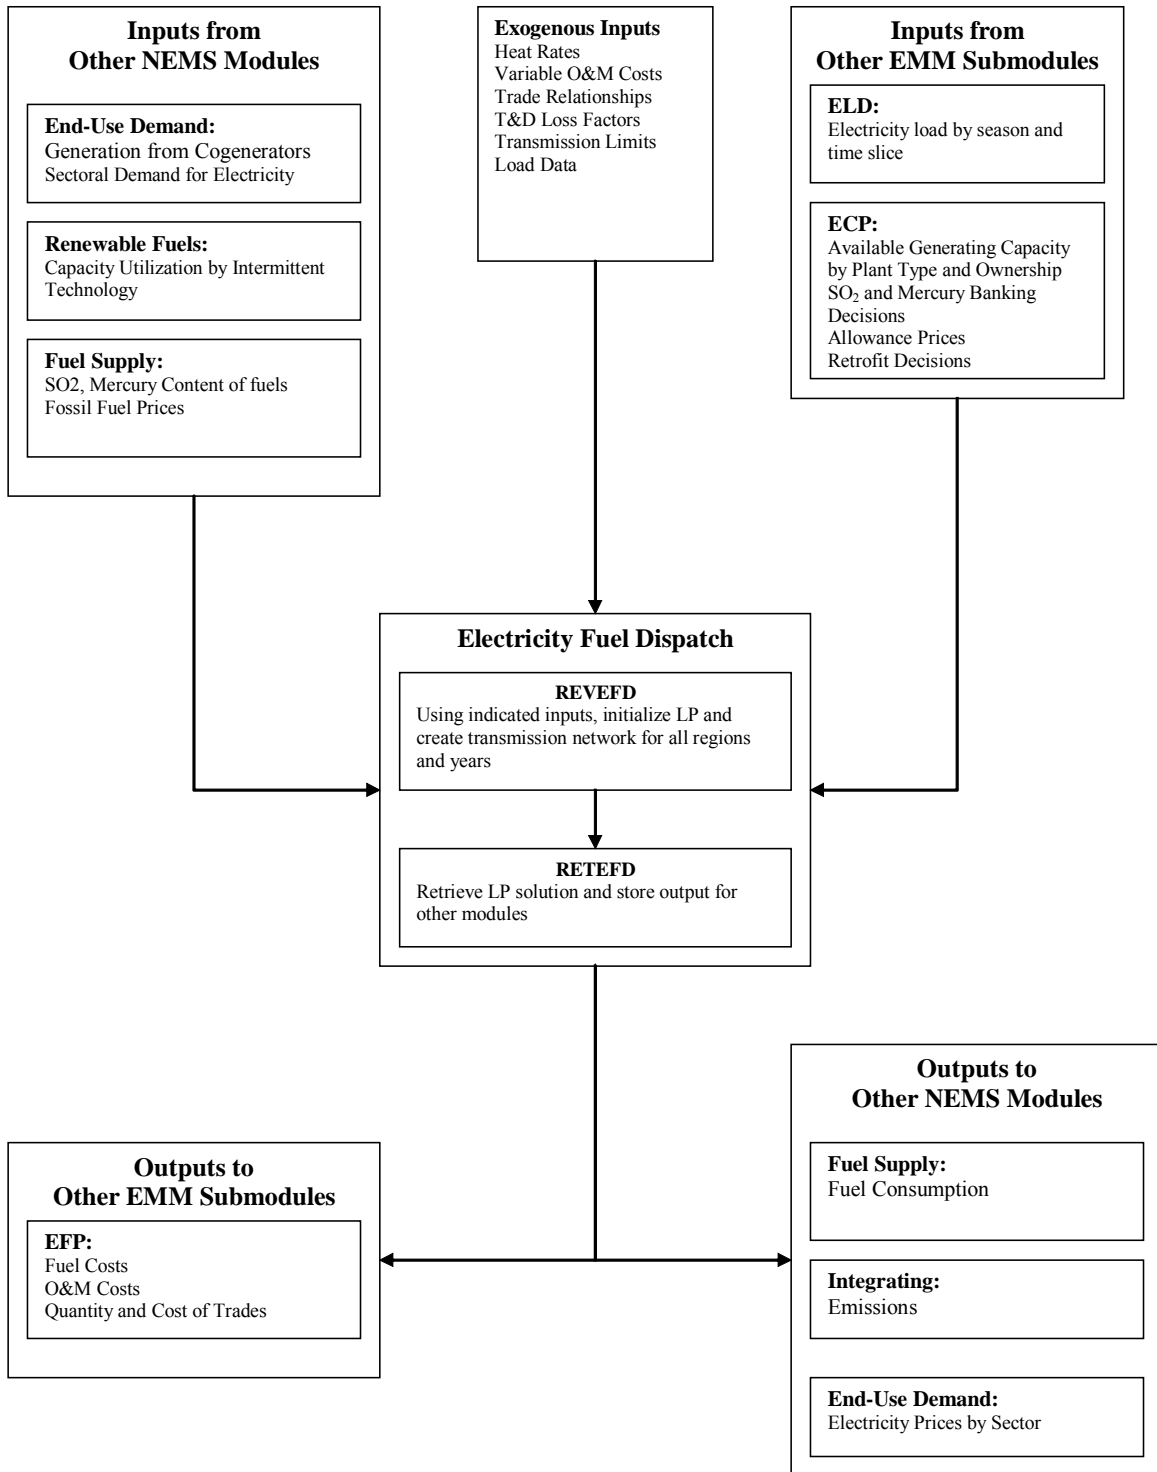 Inputs from
Other NEMS Modules
End-Use Demand:
Generation from Cogenerators
Sectoral Demand for Electricity
Renewable Fuels:
Capacity Utilization by Intermittent
Technology
Fuel Supply:
SO2, Mercury Content of fuels
Fossil Fuel Prices
Exogenous Inputs
Heat Rates
Variable O&M Costs
Trade Relationships
T&D Loss Factors
Transmission Limits
Load Data
Inputs from
Other EMM Submodules
ELD:
Electricity load by season and
time slice
ECP:
Available Generating Capacity
by Plant Type and Ownership
SO₂ and Mercury Banking
Decisions
Allowance Prices
Retrofit Decisions
Electricity Fuel Dispatch
REVEFD
Using indicated inputs, initialize LP and
create transmission network for all regions
and years
RETEFD
Retrieve LP solution and store output for
other modules
Outputs to
Other EMM Submodules
EFP:
Fuel Costs
O&M Costs
Quantity and Cost of Trades
Outputs to
Other NEMS Modules
Fuel Supply:
Fuel Consumption
Integrating:
Emissions
End-Use Demand:
Electricity Prices by Sector